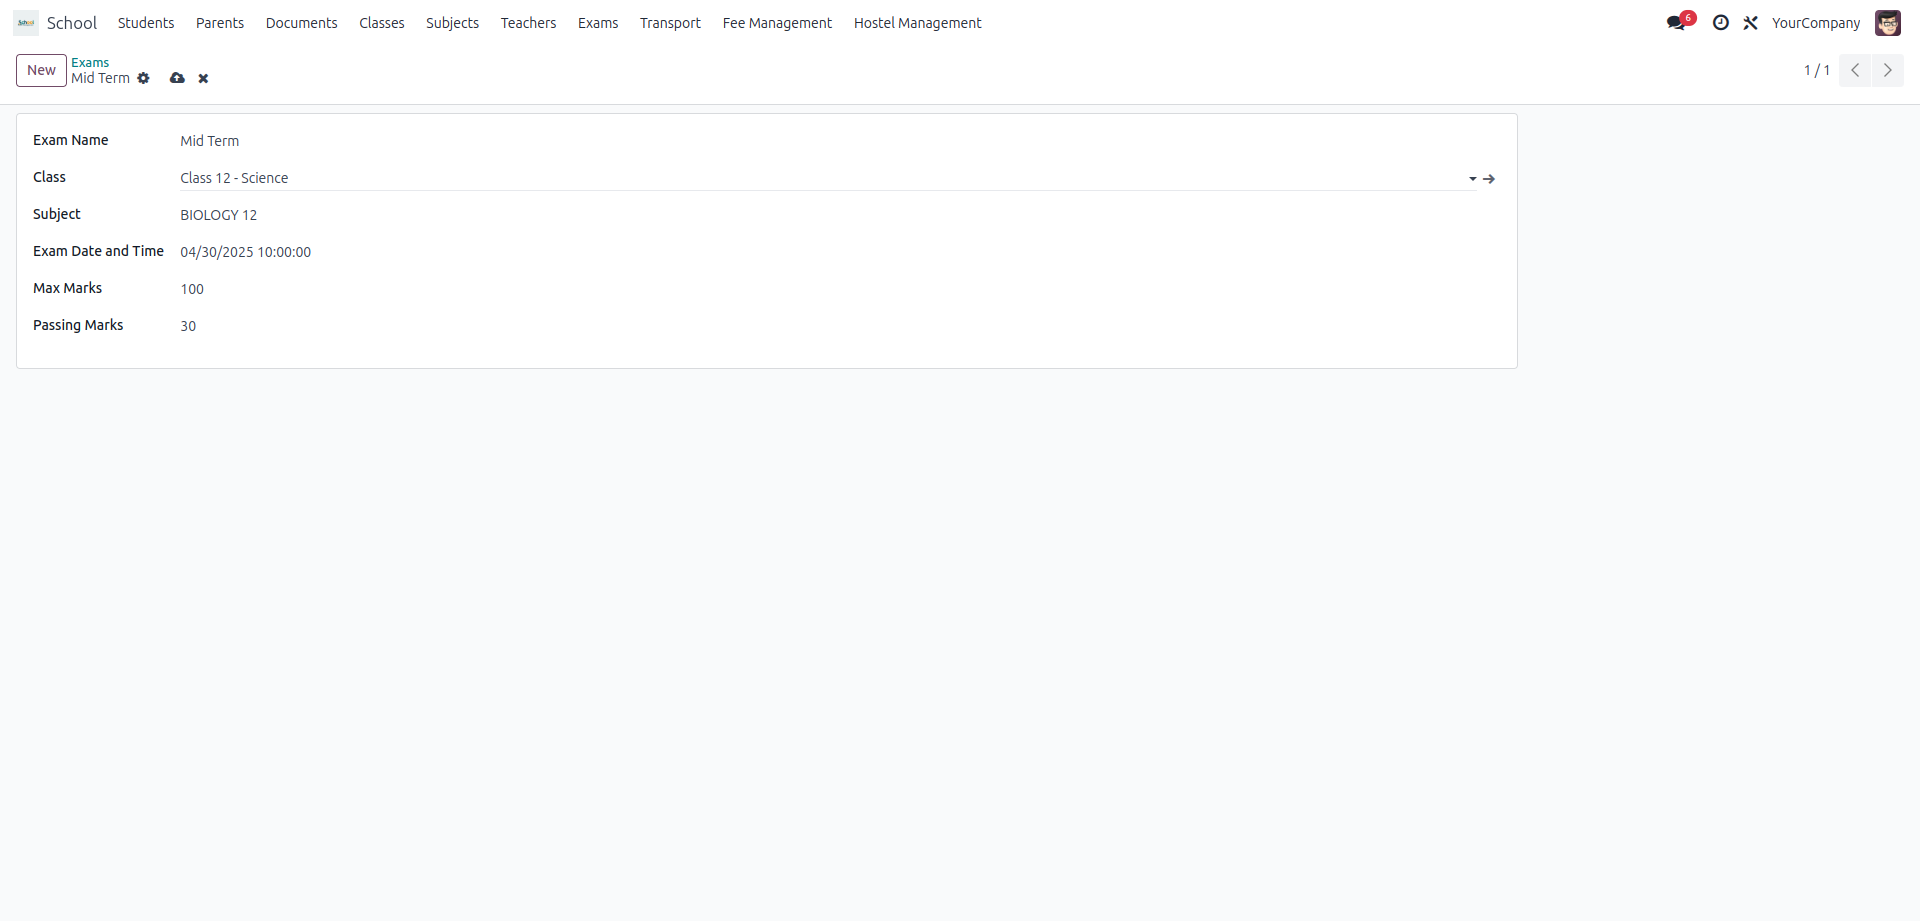 School Students Parents Documents Classes Subjects Teachers Exams Transport Fee Management Hostel Management 6 YourCompany
New
Exams
Mid Term
1 / 1
Exam Name Mid Term
Class Class 12 - Science
Subject BIOLOGY 12
Exam Date and Time 04/30/2025 10:00:00
Max Marks 100
Passing Marks 30